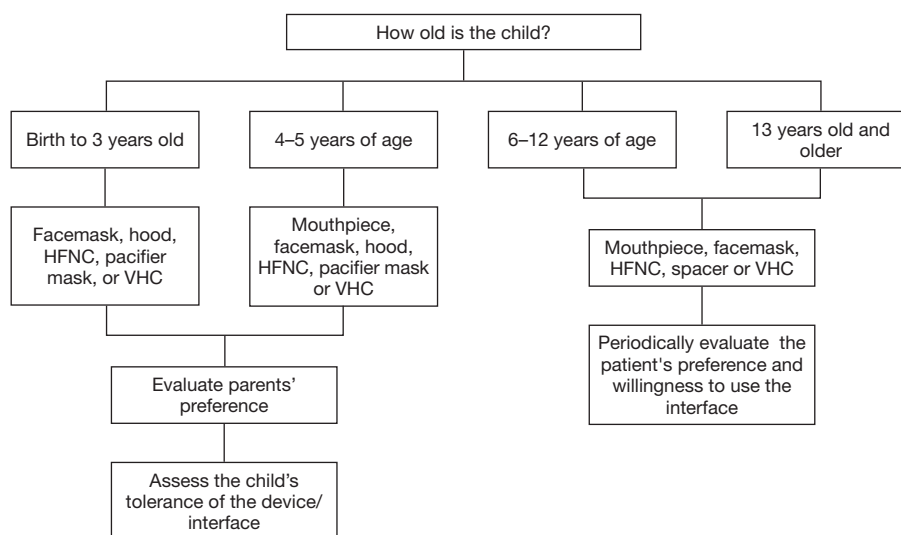 How old is the child?
Birth to 3 years old
4–5 years of age
6–12 years of age
13 years old and
older
Facemask, hood,
HFNC, pacifier
mask, or VHC
Mouthpiece,
facemask, hood,
HFNC, pacifier mask
or VHC
Mouthpiece, facemask,
HFNC, spacer or VHC
Evaluate parents’
preference
Periodically evaluate the
patient's preference and
willingness to use the
interface
Assess the child’s
tolerance of the device/
interface